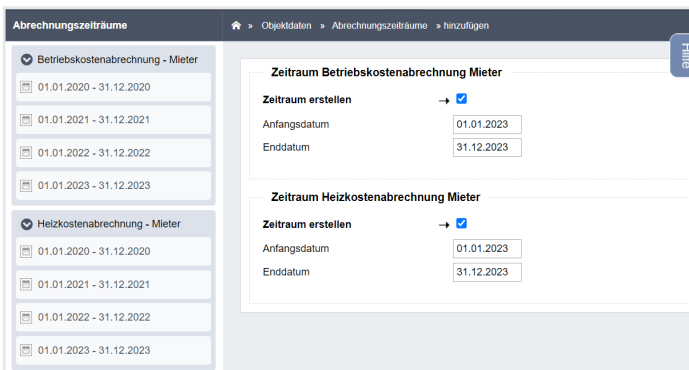 Abrechnungszeiträume
» Objektdaten » Abrechnungszeiträume » hinzufügen
Hilfe
Betriebskostenabrechnung - Mieter
01.01.2020 - 31.12.2020
01.01.2021 - 31.12.2021
01.01.2022 - 31.12.2022
01.01.2023 - 31.12.2023
Heizkostenabrechnung - Mieter
01.01.2020 - 31.12.2020
01.01.2021 - 31.12.2021
01.01.2022 - 31.12.2022
01.01.2023 - 31.12.2023
Zeitraum Betriebskostenabrechnung Mieter
Zeitraum erstellen →
Anfangsdatum 01.01.2023
Enddatum 31.12.2023
Zeitraum Heizkostenabrechnung Mieter
Zeitraum erstellen →
Anfangsdatum 01.01.2023
Enddatum 31.12.2023